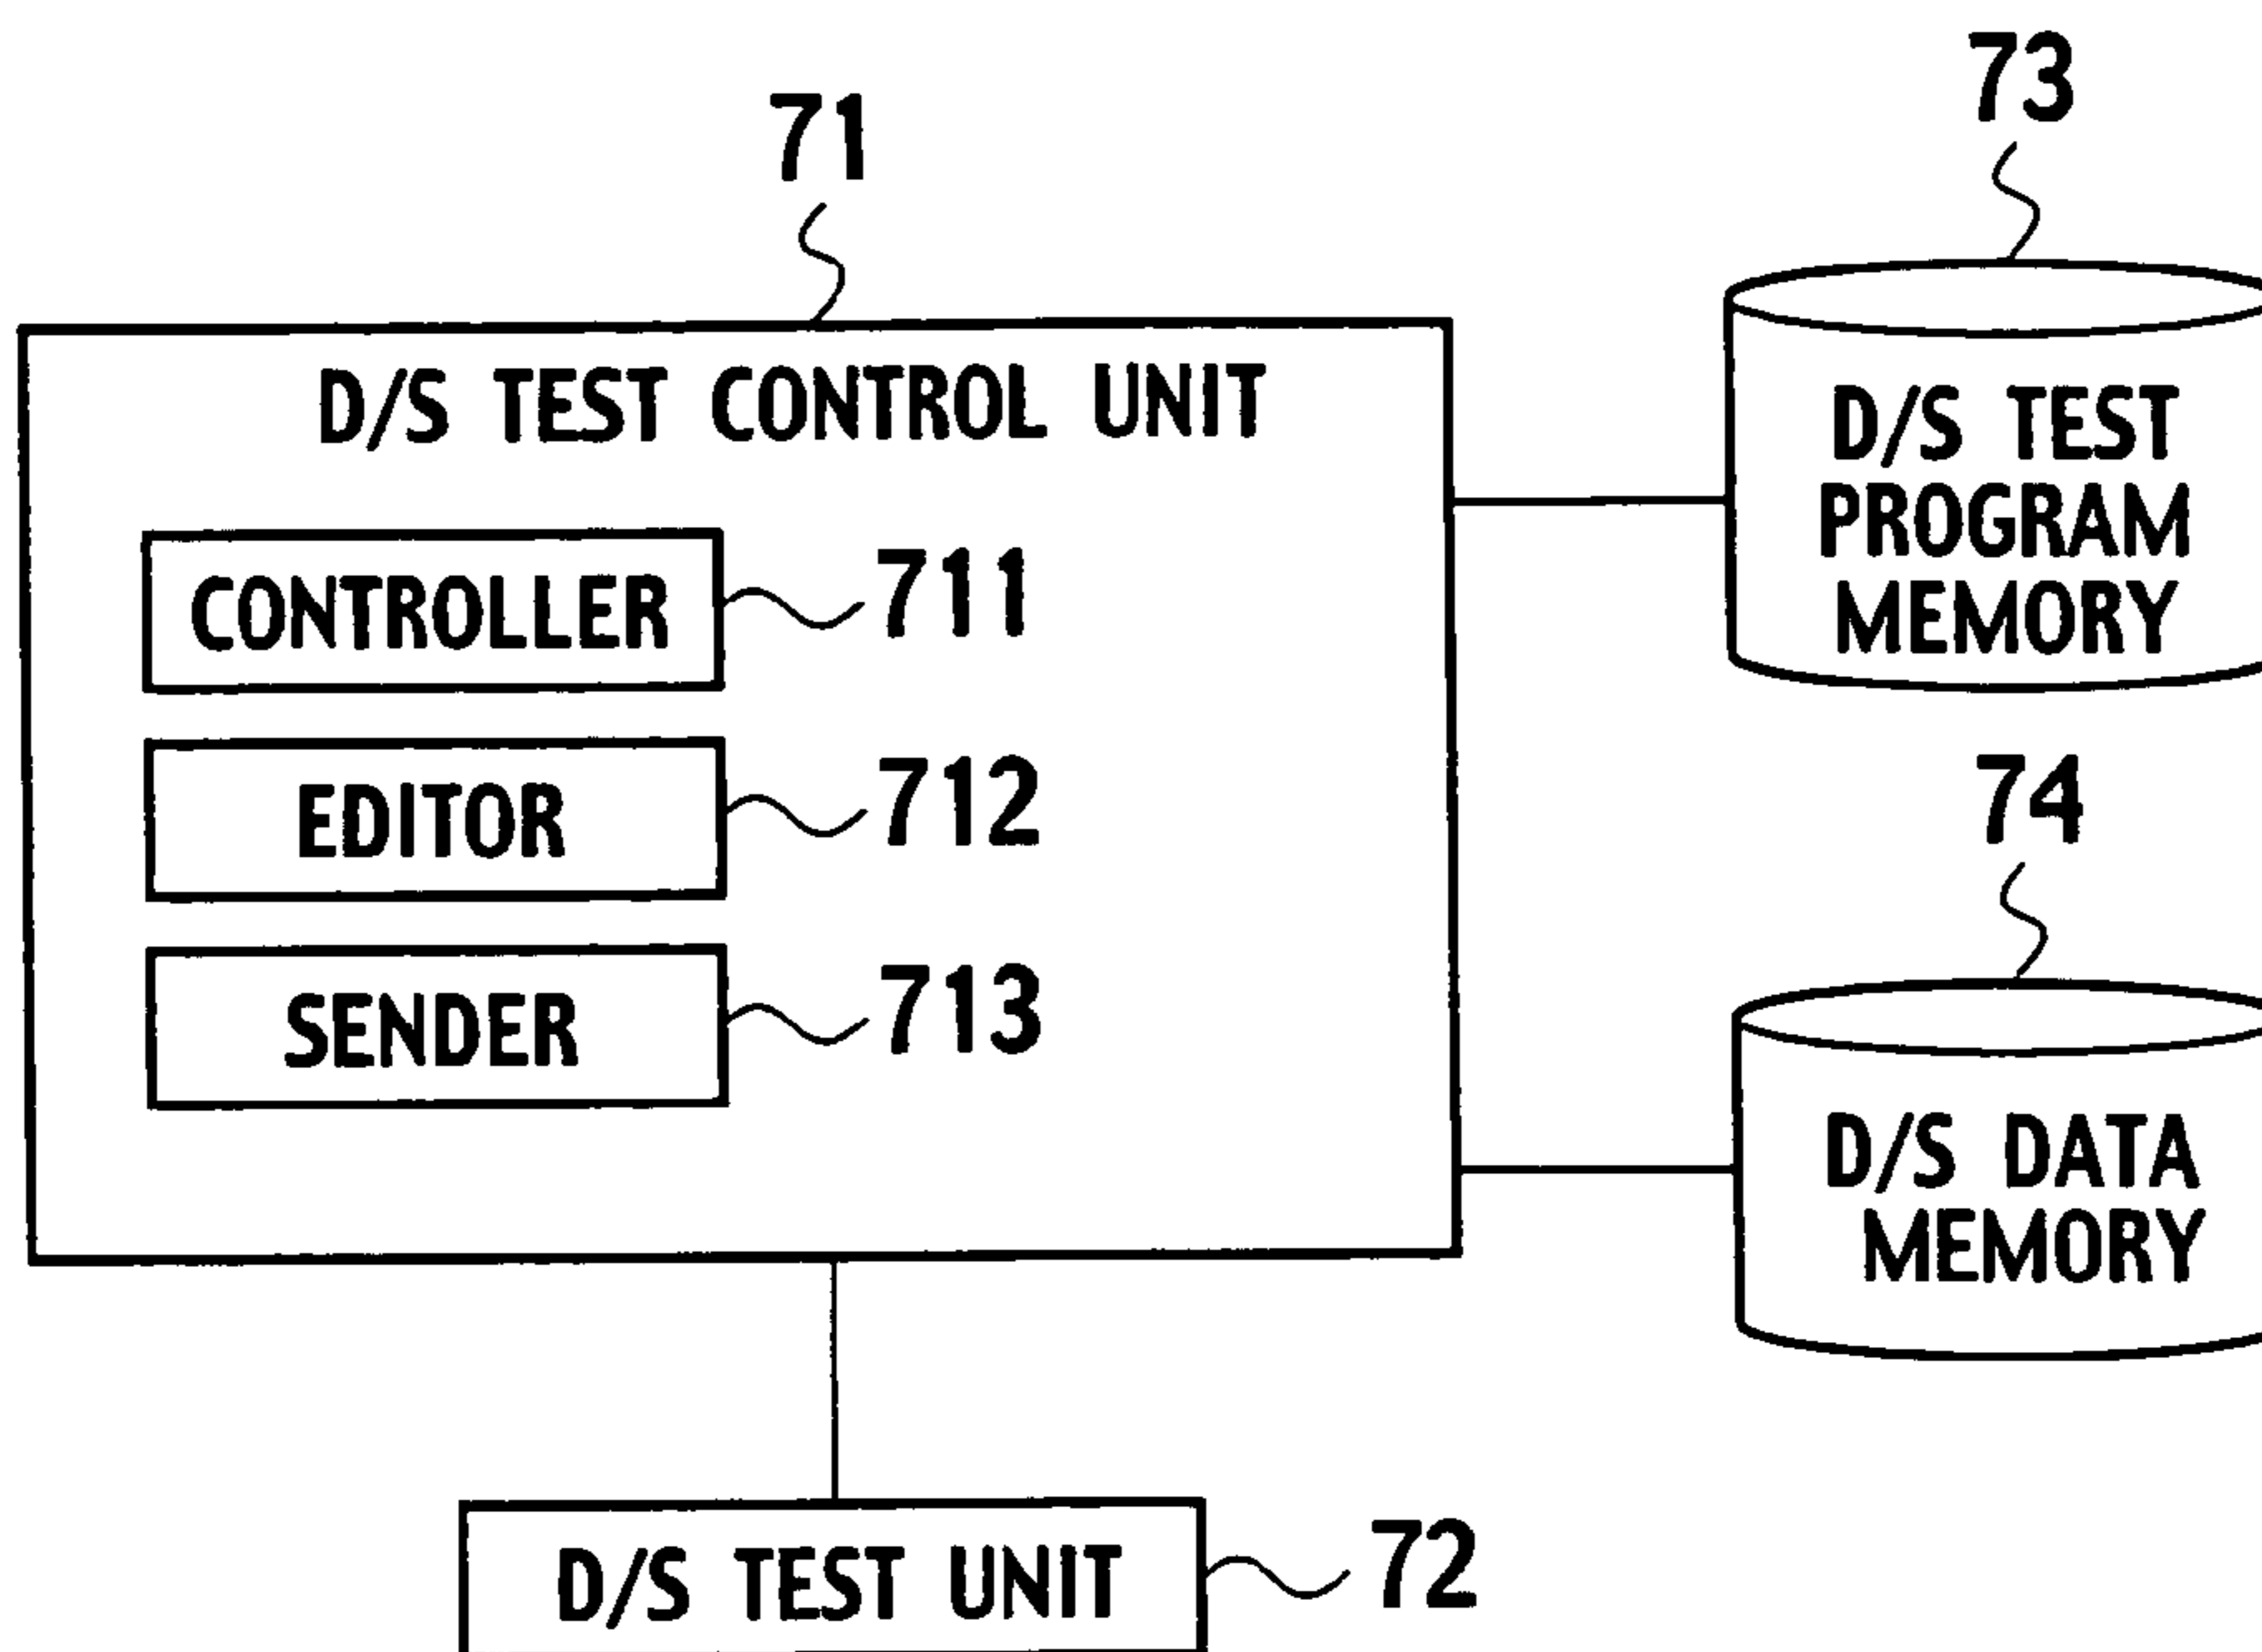 71
D/S TEST CONTROL UNIT
CONTROLLER
711
EDITOR
712
SENDER
713
73
D/S TEST
PROGRAM
MEMORY
74
D/S DATA
MEMORY
D/S TEST UNIT
72